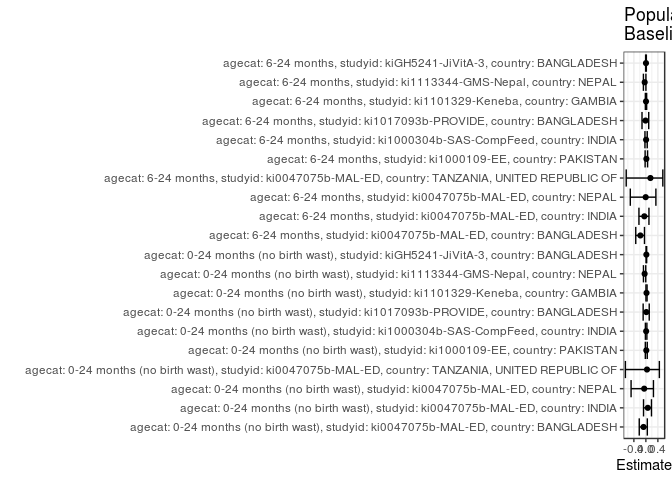 Popula
Baseli
agecat: 6-24 months, studyid: kiGH5241-JiVitA-3, country: BANGLADESH
agecat: 6-24 months, studyid: ki1113344-GMS-Nepal, country: NEPAL
agecat: 6-24 months, studyid: ki1101329-Keneba, country: GAMBIA
agecat: 6-24 months, studyid: ki1017093b-PROVIDE, country: BANGLADESH
agecat: 6-24 months, studyid: ki1000304b-SAS-CompFeed, country: INDIA
agecat: 6-24 months, studyid: ki1000109-EE, country: PAKISTAN
agecat: 6-24 months, studyid: ki0047075b-MAL-ED, country: TANZANIA, UNITED REPUBLIC OF
agecat: 6-24 months, studyid: ki0047075b-MAL-ED, country: NEPAL
agecat: 6-24 months, studyid: ki0047075b-MAL-ED, country: INDIA
agecat: 6-24 months, studyid: ki0047075b-MAL-ED, country: BANGLADESH
agecat: 0-24 months (no birth wast), studyid: kiGH5241-JiVitA-3, country: BANGLADESH
agecat: 0-24 months (no birth wast), studyid: ki1113344-GMS-Nepal, country: NEPAL
agecat: 0-24 months (no birth wast), studyid: ki1101329-Keneba, country: GAMBIA
agecat: 0-24 months (no birth wast), studyid: ki1017093b-PROVIDE, country: BANGLADESH
agecat: 0-24 months (no birth wast), studyid: ki1000304b-SAS-CompFeed, country: INDIA
agecat: 0-24 months (no birth wast), studyid: ki1000109-EE, country: PAKISTAN
agecat: 0-24 months (no birth wast), studyid: ki0047075b-MAL-ED, country: TANZANIA, UNITED REPUBLIC OF
agecat: 0-24 months (no birth wast), studyid: ki0047075b-MAL-ED, country: NEPAL
agecat: 0-24 months (no birth wast), studyid: ki0047075b-MAL-ED, country: INDIA
agecat: 0-24 months (no birth wast), studyid: ki0047075b-MAL-ED, country: BANGLADESH
-0.4 0.0 0.4
Estimate